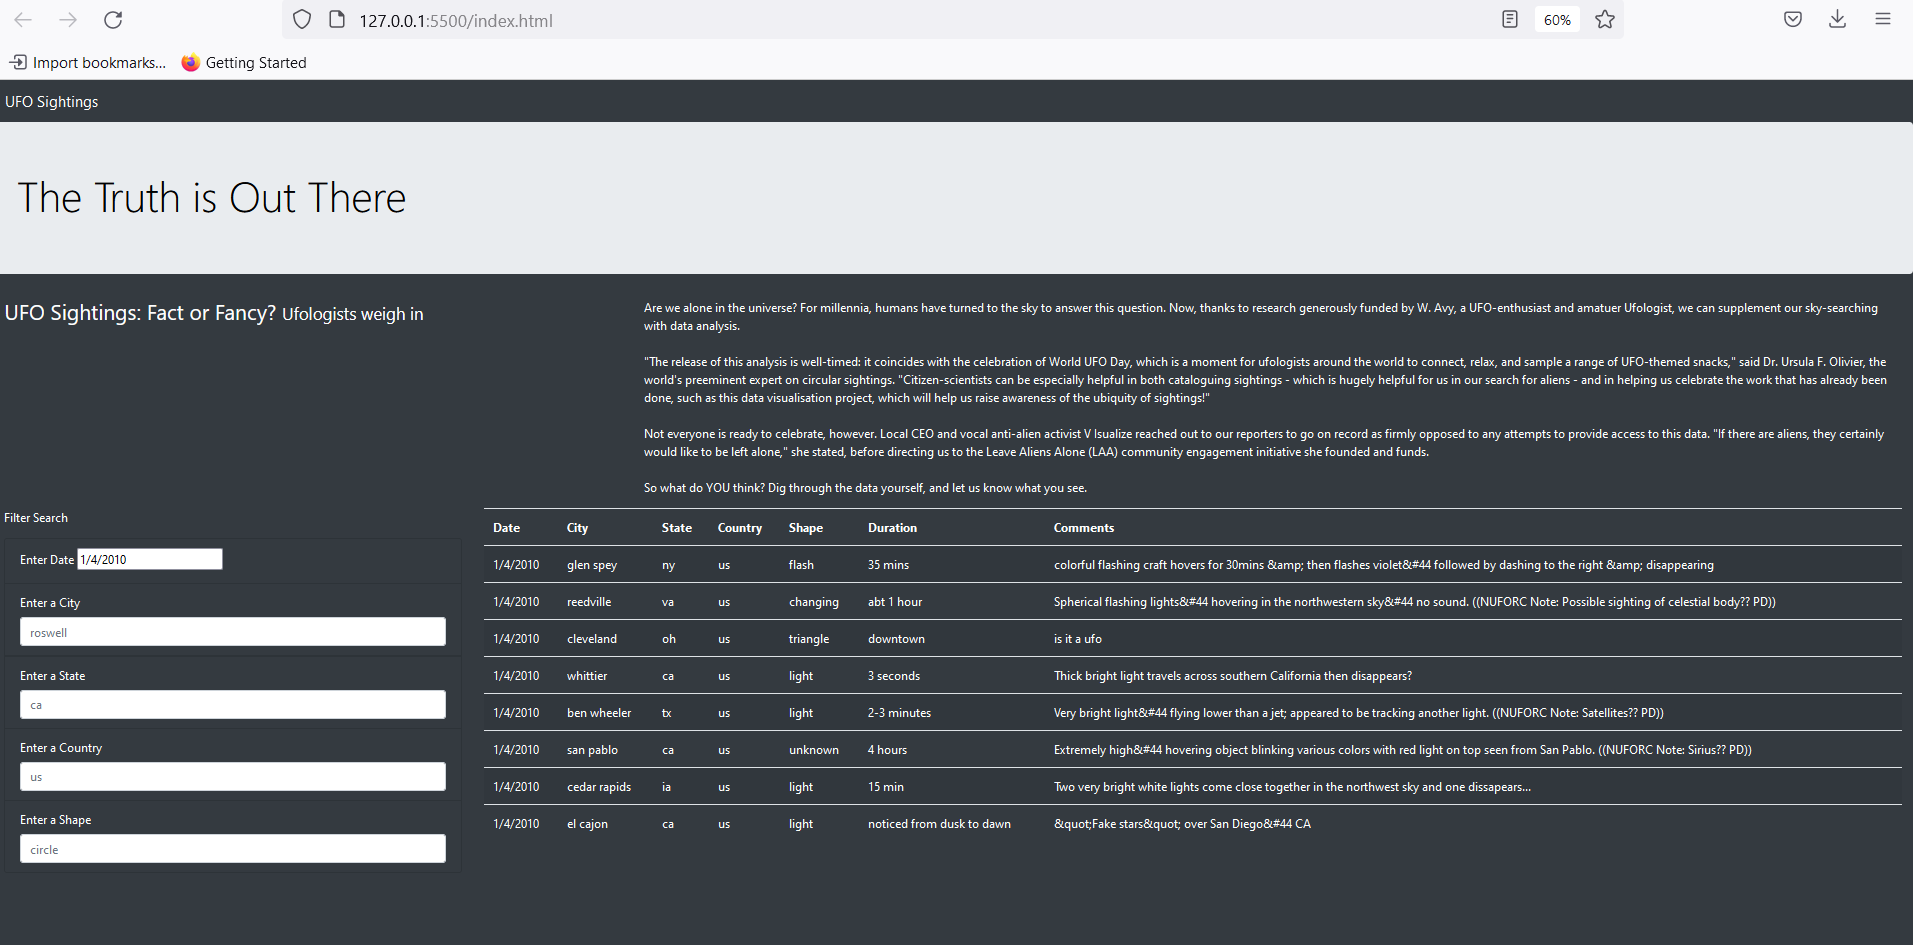 127.0.0.1:5500/index.html
60%
Import bookmarks...
Getting Started
UFO Sightings
The Truth is Out There
UFO Sightings: Fact or Fancy? Ufologists weigh in
Are we alone in the universe? For millennia, humans have turned to the sky to answer this question. Now, thanks to research generously funded by W. Avy, a UFO-enthusiast and amatuer Ufologist, we can supplement our sky-searching
with data analysis.
"The release of this analysis is well-timed: it coincides with the celebration of World UFO Day, which is a moment for ufologists around the world to connect, relax, and sample a range of UFO-themed snacks," said Dr. Ursula F. Olivier, the
world's preeminent expert on circular sightings. "Citizen-scientists can be especially helpful in both cataloguing sightings - which is hugely helpful for us in our search for aliens - and in helping us celebrate the work that has already been
done, such as this data visualisation project, which will help us raise awareness of the ubiquity of sightings!"
Not everyone is ready to celebrate, however. Local CEO and vocal anti-alien activist V Isualize reached out to our reporters to go on record as firmly opposed to any attempts to provide access to this data. "If there are aliens, they certainly
would like to be left alone," she stated, before directing us to the Leave Aliens Alone (LAA) community engagement initiative she founded and funds.
So what do YOU think? Dig through the data yourself, and let us know what you see.
Filter Search
Enter Date 1/4/2010
Enter a City
roswell
Enter a State
ca
Enter a Country
us
Enter a Shape
circle
Date City State Country Shape Duration Comments
1/4/2010 glen spey ny us flash 35 mins colorful flashing craft hovers for 30mins &amp; then flashes violet&#44 followed by dashing to the right &amp; disappearing
1/4/2010 reedville va us changing abt 1 hour Spherical flashing lights&#44 hovering in the northwestern sky&#44 no sound. ((NUFORC Note: Possible sighting of celestial body?? PD))
1/4/2010 cleveland oh us triangle downtown is it a ufo
1/4/2010 whittier ca us light 3 seconds Thick bright light travels across southern California then disappears?
1/4/2010 ben wheeler tx us light 2-3 minutes Very bright light&#44 flying lower than a jet; appeared to be tracking another light. ((NUFORC Note: Satellites?? PD))
1/4/2010 san pablo ca us unknown 4 hours Extremely high&#44 hovering object blinking various colors with red light on top seen from San Pablo. ((NUFORC Note: Sirius?? PD))
1/4/2010 cedar rapids ia us light 15 min Two very bright white lights come close together in the northwest sky and one dissapears...
1/4/2010 el cajon ca us light noticed from dusk to dawn &quot;Fake stars&quot; over San Diego&#44 CA